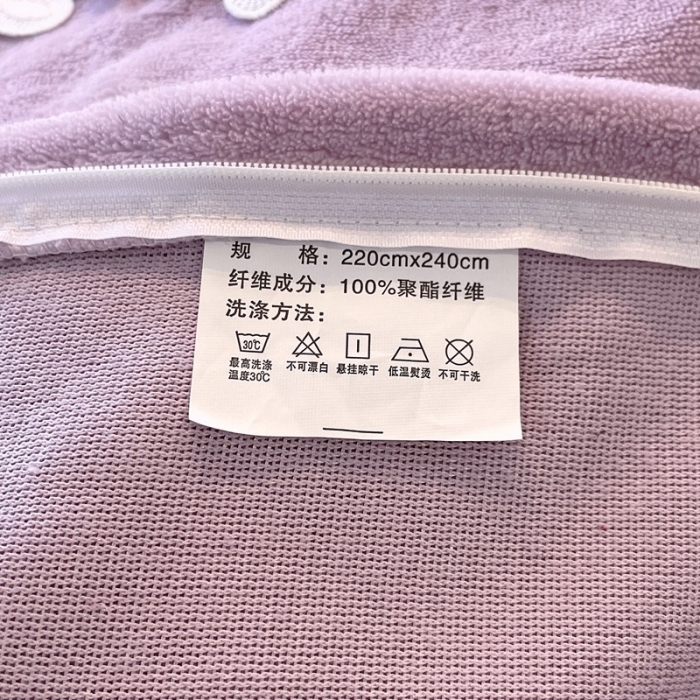 规 格：220cmx240cm
纤维成分：100%聚酯纤维
洗涤方法：
30℃
最高洗涤 不可漂白 悬挂晾干 低温熨烫 不可干洗
温度30℃